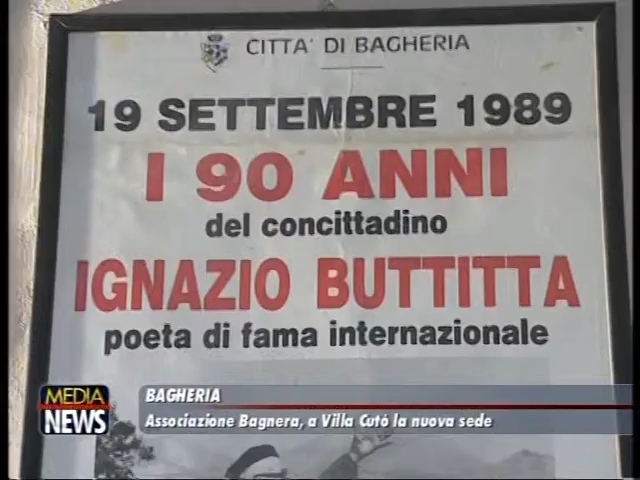 CITTA' DI BAGHERIA
19 SETTEMBRE 1989
I 90 ANNI
del concittadino
IGNAZIO BUTTITTA
poeta di fama internazionale
MEDIA
NEWS
BAGHERIA
Associazione Bagnera, a Villa Cutó la nuova sede